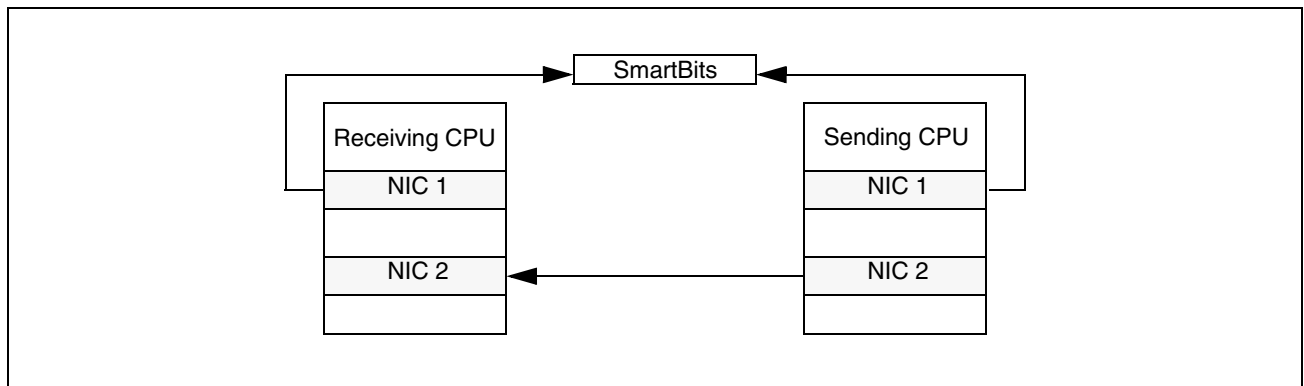 SmartBits
Receiving CPU
NIC 1
NIC 2
Sending CPU
NIC 1
NIC 2